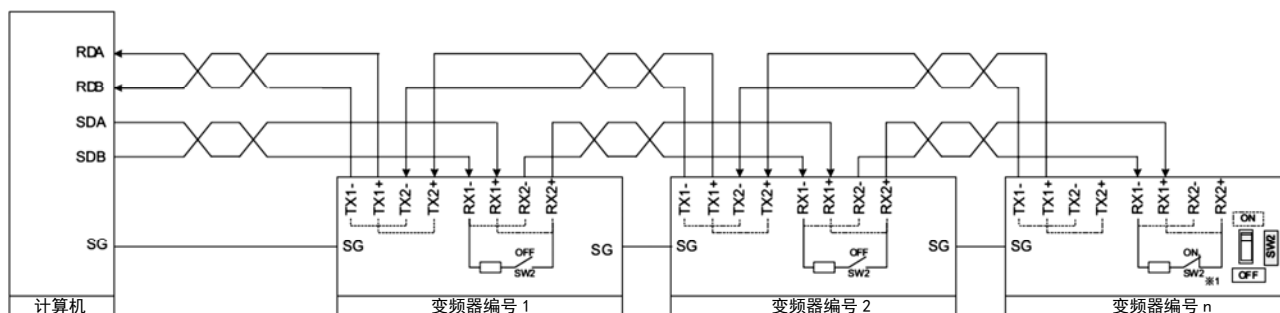 RDA
RDB
SDA
SDB
SG
计算机
TX1-
TX1+
TX2-
TX2+
RX1-
RX1+
RX2-
RX2+
SG
OFF
SW2
SG
变频器编号 1
TX1-
TX1+
TX2-
TX2+
RX1-
RX1+
RX2-
RX2+
SG
OFF
SW2
SG
变频器编号 2
TX1-
TX1+
TX2-
TX2+
RX1-
RX1+
RX2-
RX2+
SG
ON
SW2
※1
ON
SW2
OFF
变频器编号 n